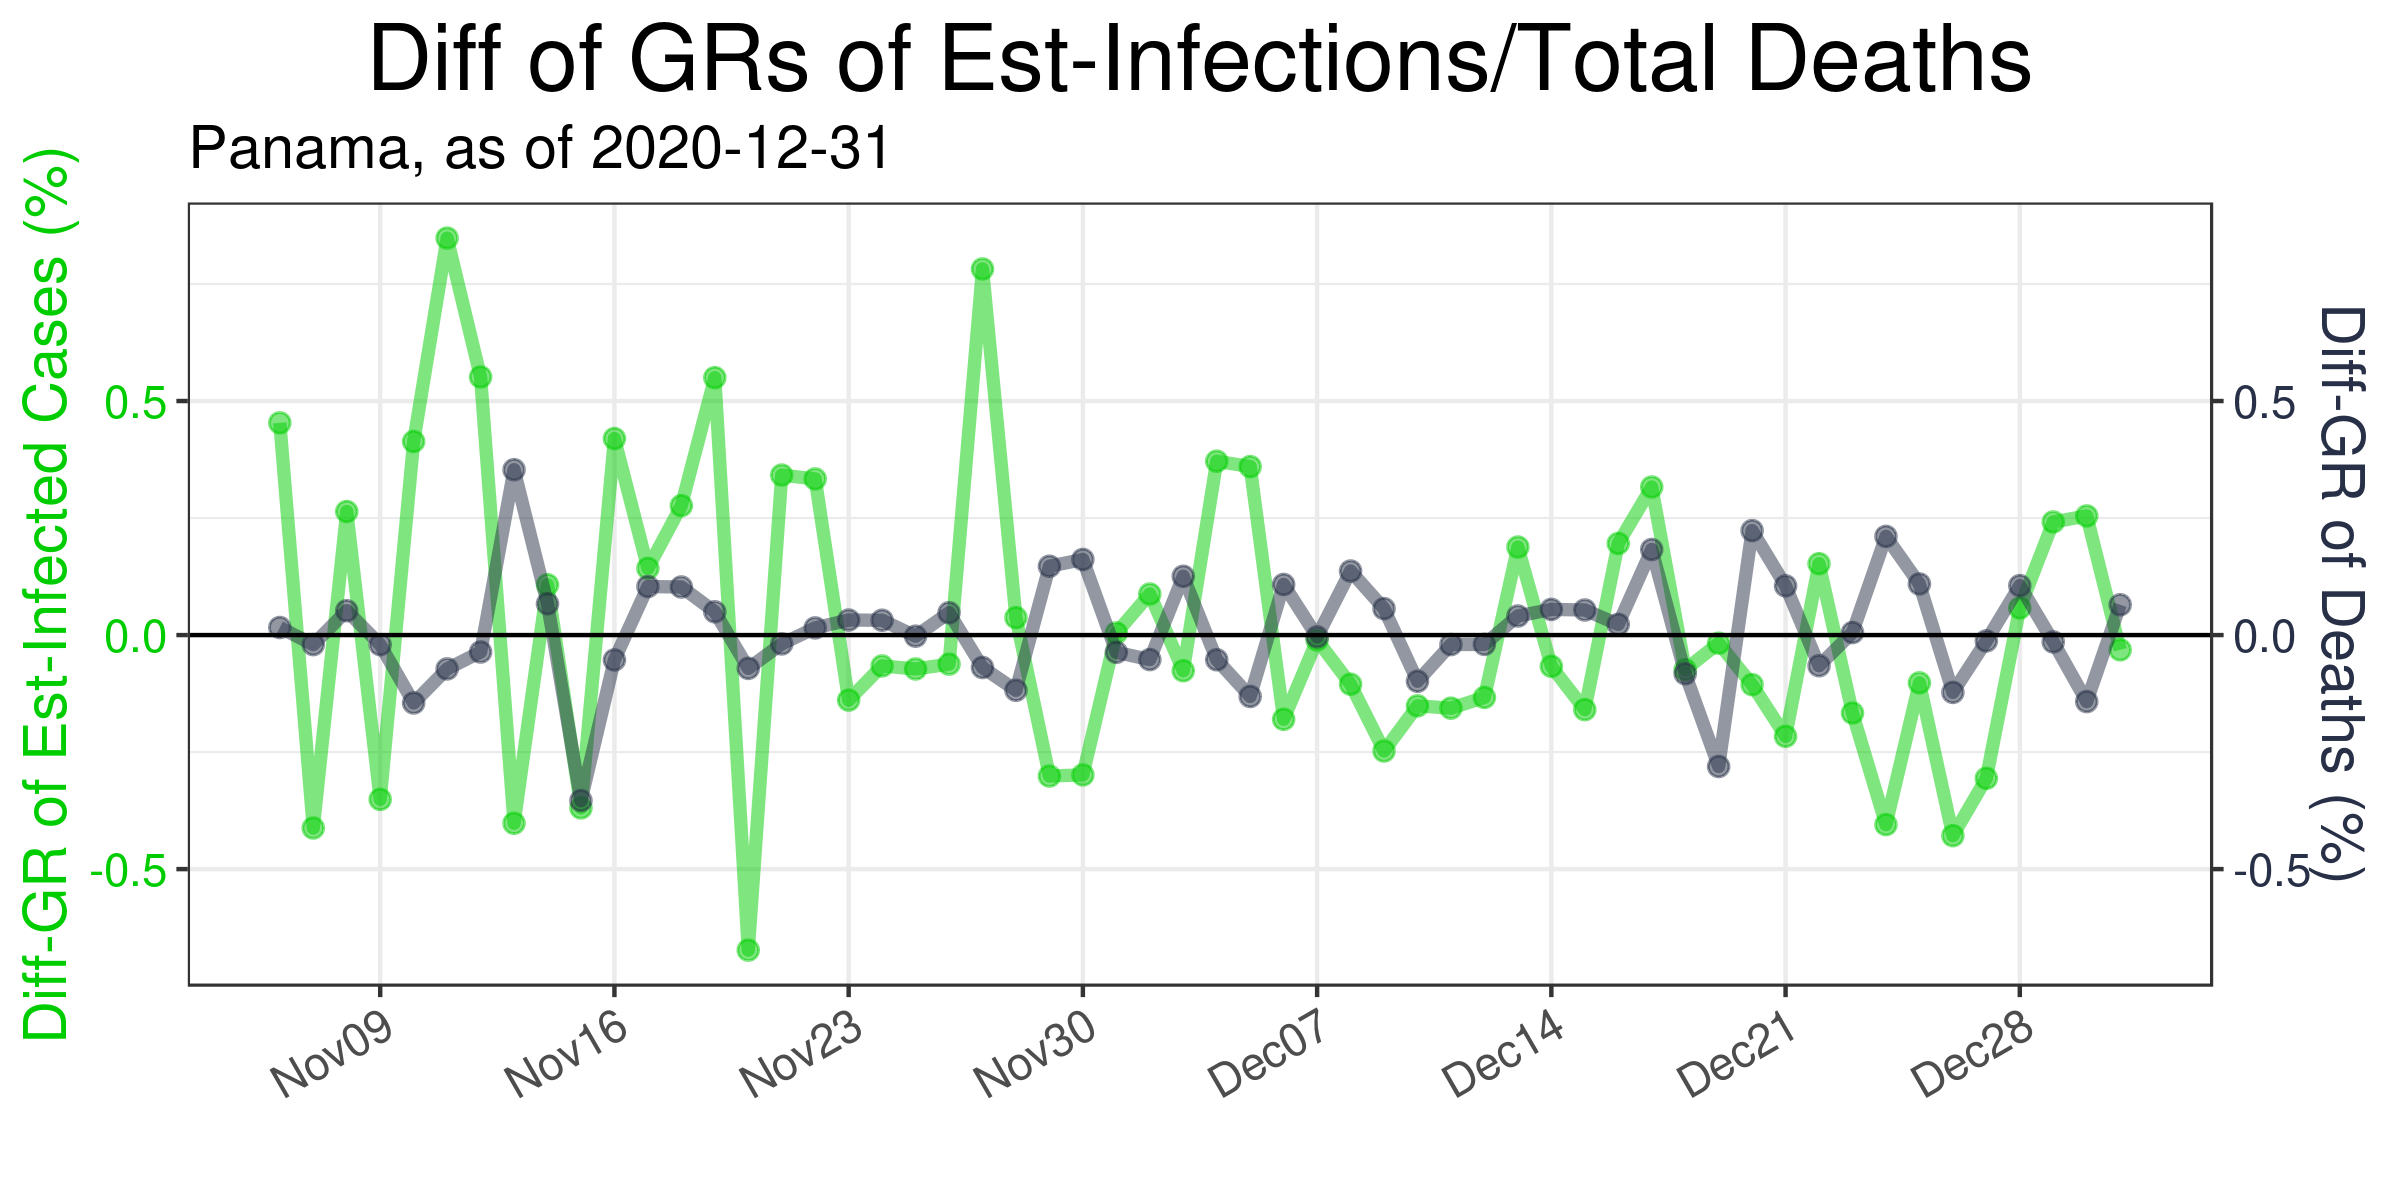 Diff of GRs of Est-Infections/Total Deaths
Panama, as of 2020-12-31
Diff-GR of Est-Infected Cases (%)
0.5
0.0
-0.5
0.5
0.0
-0.5
Diff-GR of Deaths (%)
Nov09
Nov16
Nov23
Nov30
Dec07
Dec14
Dec21
Dec28